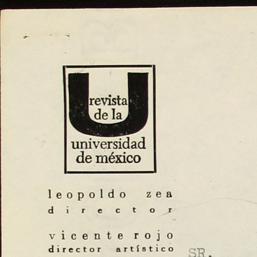 revista
de la
universidad
de méxico
leopoldo zea
director
vicente rojo
director artístico
SR.